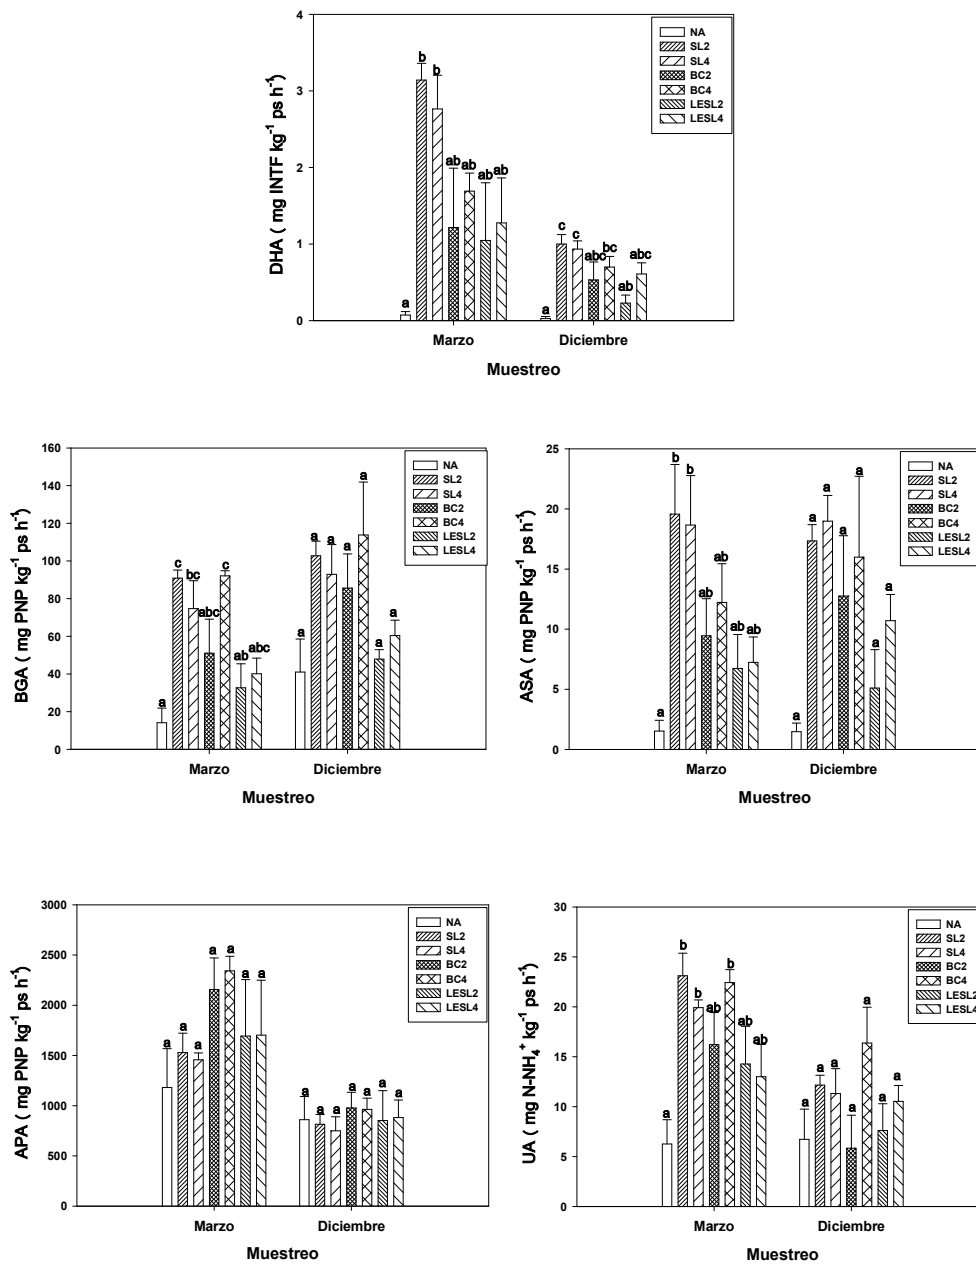 4
3
2
1
0
DHA ( mg INTF kg-1 ps h-1)
NA
SL2
SL4
BC2
BC4
LESL2
LESL4
a
b
b
ab
ab
ab
ab
a
c
c
abc
bc
ab
abc
Marzo
Diciembre
Muestreo
160
140
120
100
80
60
40
20
0
BGA ( mg PNP kg-1 ps h-1)
NA
SL2
SL4
BC2
BC4
LESL2
LESL4
a
c
bc
abc
c
ab
abc
a
a
a
a
a
a
a
Marzo
Diciembre
Muestreo
25
20
15
10
5
0
ASA ( mg PNP kg-1 ps h-1)
NA
SL2
SL4
BC2
BC4
LESL2
LESL4
a
b
b
ab
ab
ab
ab
a
a
a
a
a
a
a
Marzo
Diciembre
Muestreo
3000
2500
2000
1500
1000
500
0
APA ( mg PNP kg-1 ps h-1)
NA
SL2
SL4
BC2
BC4
LESL2
LESL4
a
a
a
a
a
a
a
a
a
a
a
a
a
a
Marzo
Diciembre
Muestreo
30
25
20
15
10
5
0
UA ( mg N-NH4+ kg-1 ps h-1)
NA
SL2
SL4
BC2
BC4
LESL2
LESL4
a
b
b
ab
b
ab
ab
a
a
a
a
a
a
a
Marzo
Diciembre
Muestreo